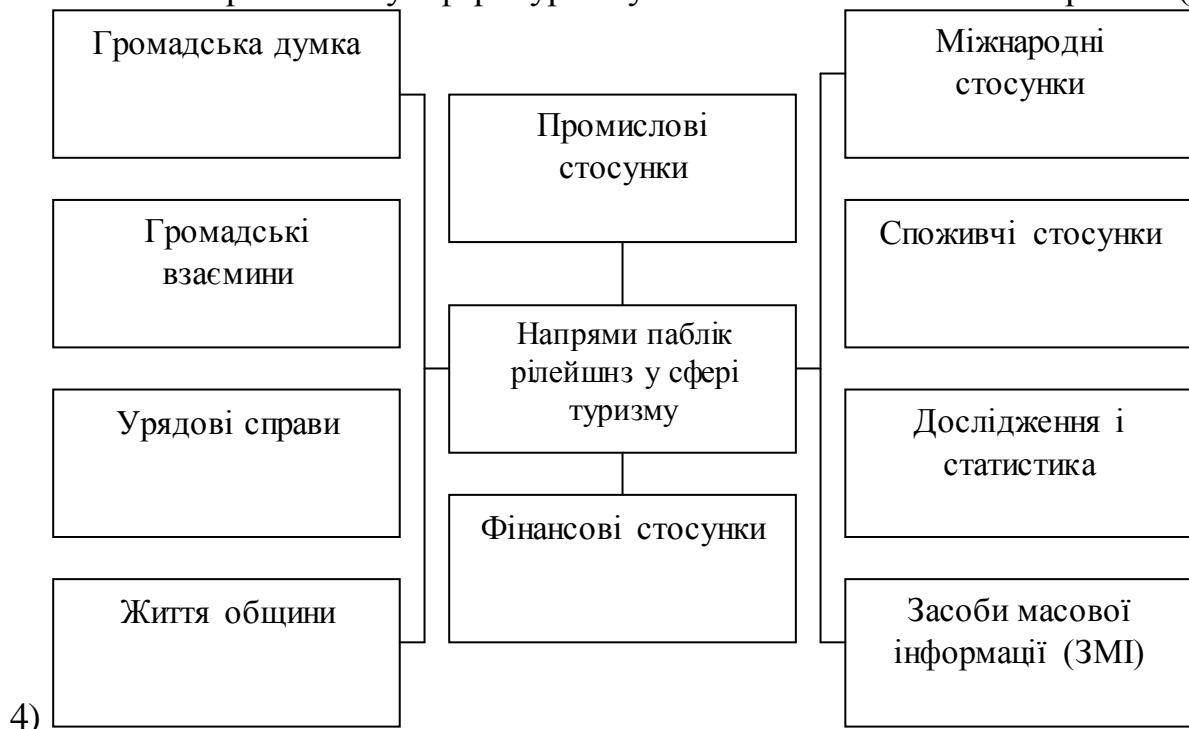 Громадська думка
Громадські
взаємини
Урядові справи
Життя общини
Промислові
стосунки
Напрями паблік
рілейшнз у сфері
туризму
Фінансові стосунки
Міжнародні
стосунки
Споживчі стосунки
Дослідження і
статистика
Засоби масової
інформації (ЗМІ)
4)